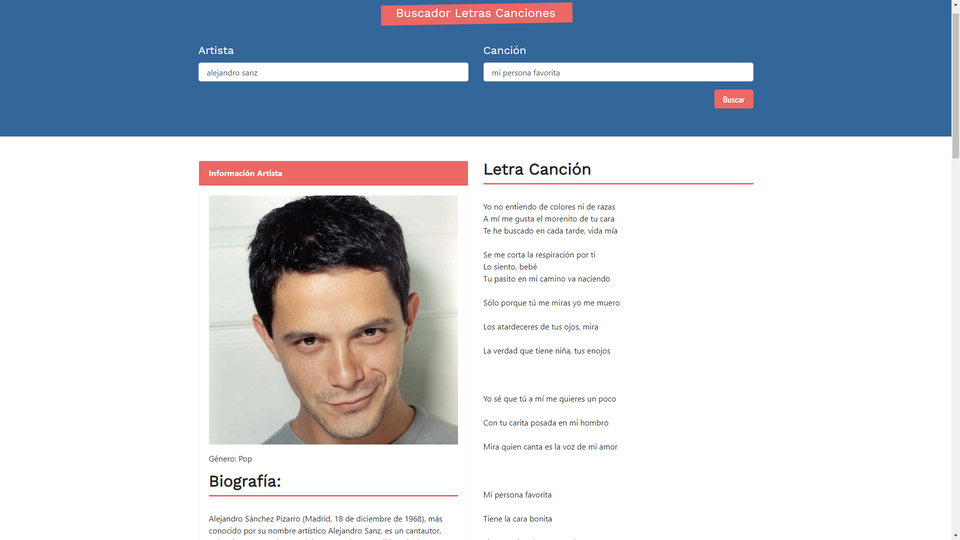 Buscador Letras Canciones
Artista
alejandro sanz
Canción
mi persona favorita
Buscar
Información Artista
Género: Pop
Biografía:
Alejandro Sánchez Pizarro (Madrid, 18 de diciembre de 1968), más
conocido por su nombre artístico Alejandro Sanz, es un cantautor,
Letra Canción
Yo no entiendo de colores ni de razas
A mí me gusta el morenito de tu cara
Te he buscado en cada tarde, vida mía
Se me corta la respiración por ti
Lo siento, bebé
Tu pasito en mi camino va naciendo
Sólo porque tú me miras yo me muero
Los atardeceres de tus ojos, mira
La verdad que tiene niña, tus enojos
Yo sé que tú a mí me quieres un poco
Con tu carita posada en mi hombro
Mira quien canta es la voz de mi amor
Mi persona favorita
Tiene la cara bonita